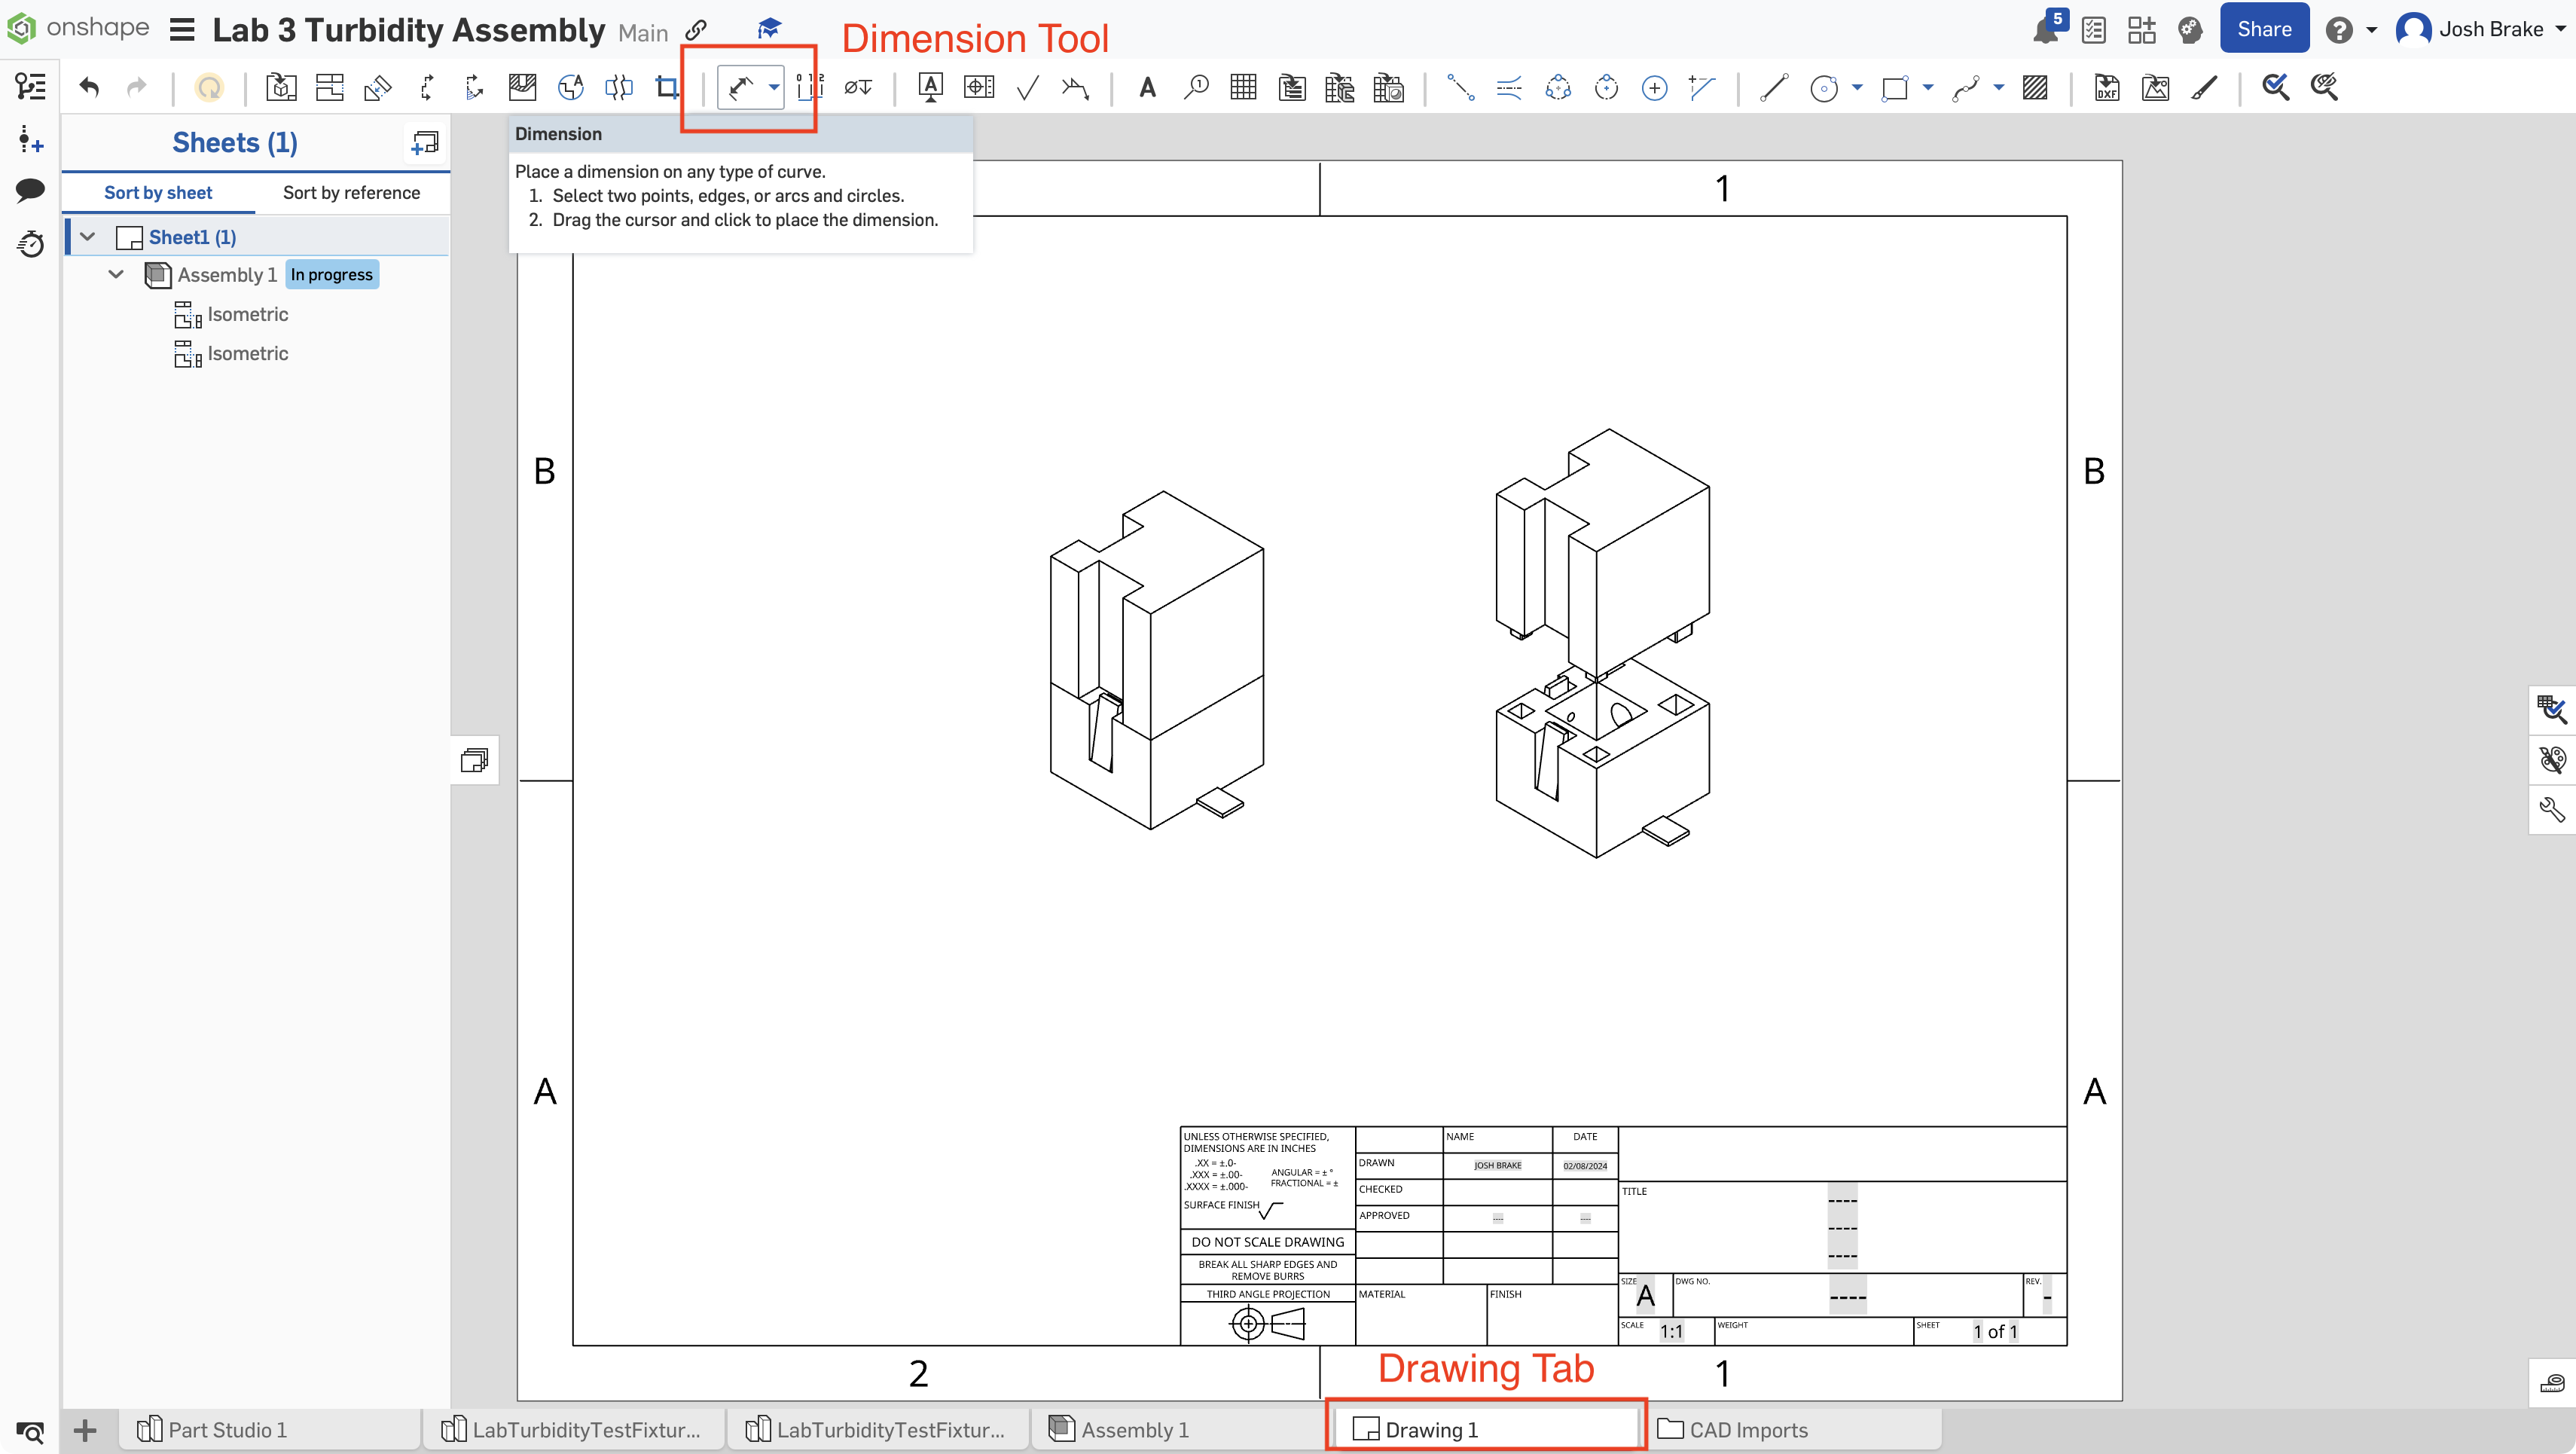 onshape
Lab 3 Turbidity Assembly Main
Dimension Tool
5
Share
Josh Brake
Sheets (1)
Sort by sheet
Sort by reference
Sheet1 (1)
Assembly 1 In progress
Isometric
Isometric
Dimension
Place a dimension on any type of curve.
1. Select two points, edges, or arcs and circles.
2. Drag the cursor and click to place the dimension.
1
B
B
A
A
UNLESS OTHERWISE SPECIFIED,
DIMENSIONS ARE IN INCHES
.XX = ±.0-
.XXX = ±.00-
.XXXX = ±.000-
ANGULAR = ± °
FRACTIONAL = ±
SURFACE FINISH
DO NOT SCALE DRAWING
BREAK ALL SHARP EDGES AND
REMOVE BURRS
THIRD ANGLE PROJECTION
NAME
DATE
DRAWN
JOSH BRAKE
02/08/2024
CHECKED
APPROVED
----
----
MATERIAL
FINISH
TITLE
----
----
----
SIZE
A
DWG NO.
----
REV.
-
SCALE
1:1
WEIGHT
SHEET
1 of 1
2
Drawing Tab
1
Part Studio 1
LabTurbidityTestFixtur...
LabTurbidityTestFixtur...
Assembly 1
Drawing 1
CAD Imports